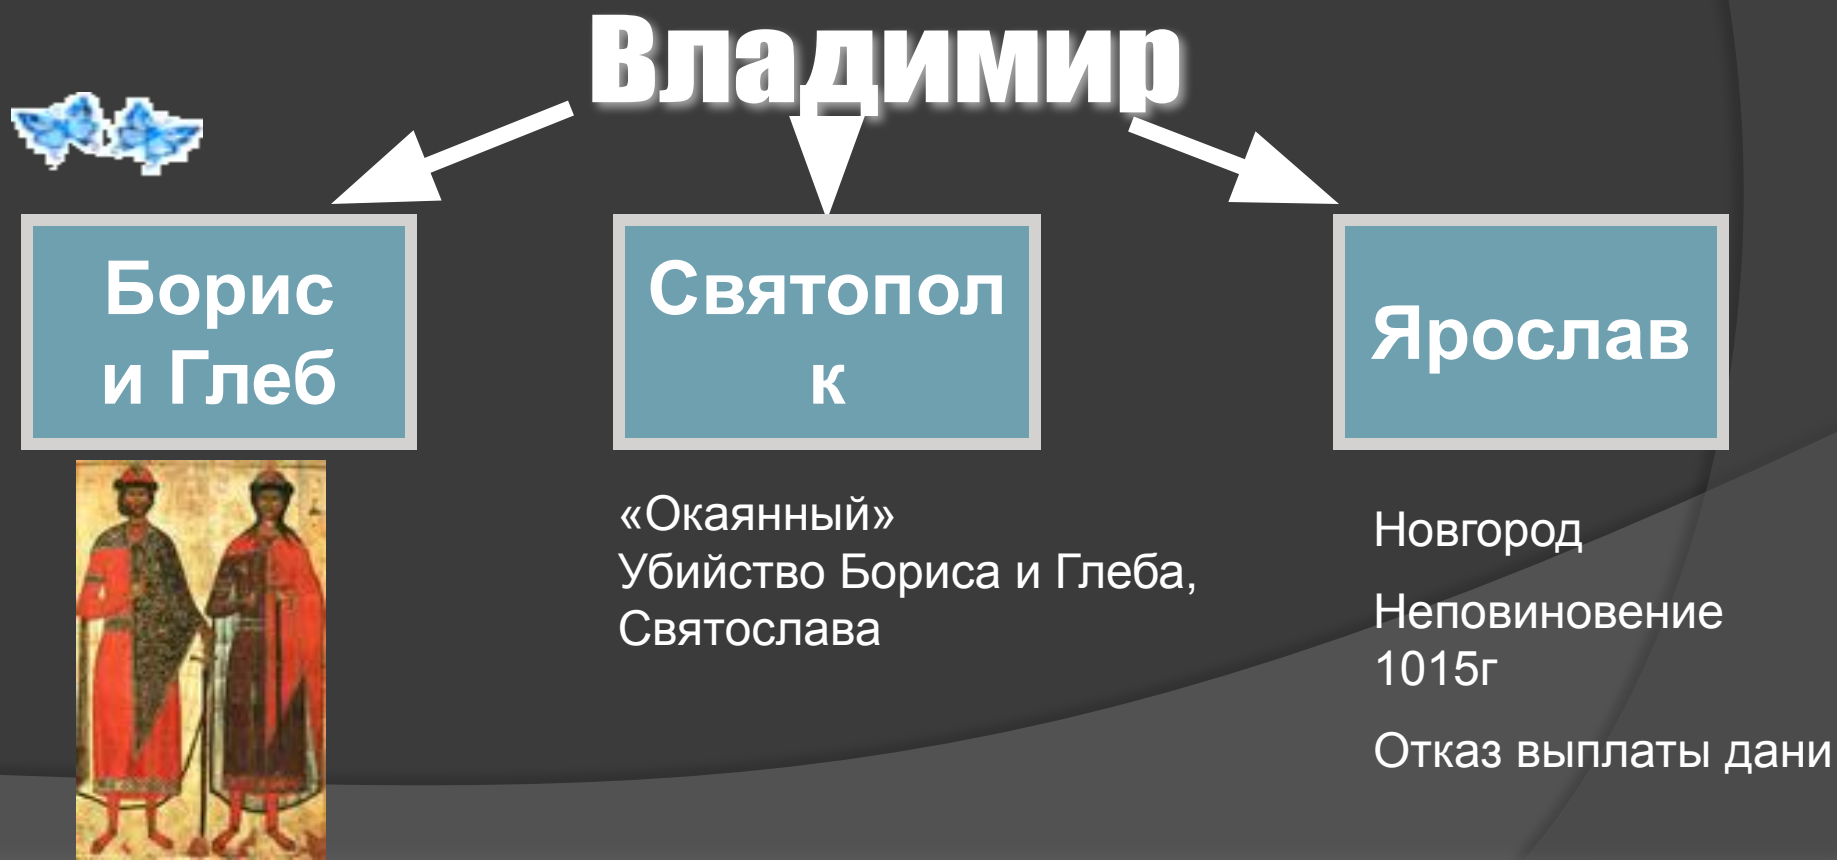 Владимир
Борис
и Глеб
Святопол
к
Ярослав
«Окаянный»
Убийство Бориса и Глеба,
Святослава
Новгород
Неповиновение
1015г
Отказ выплаты дани